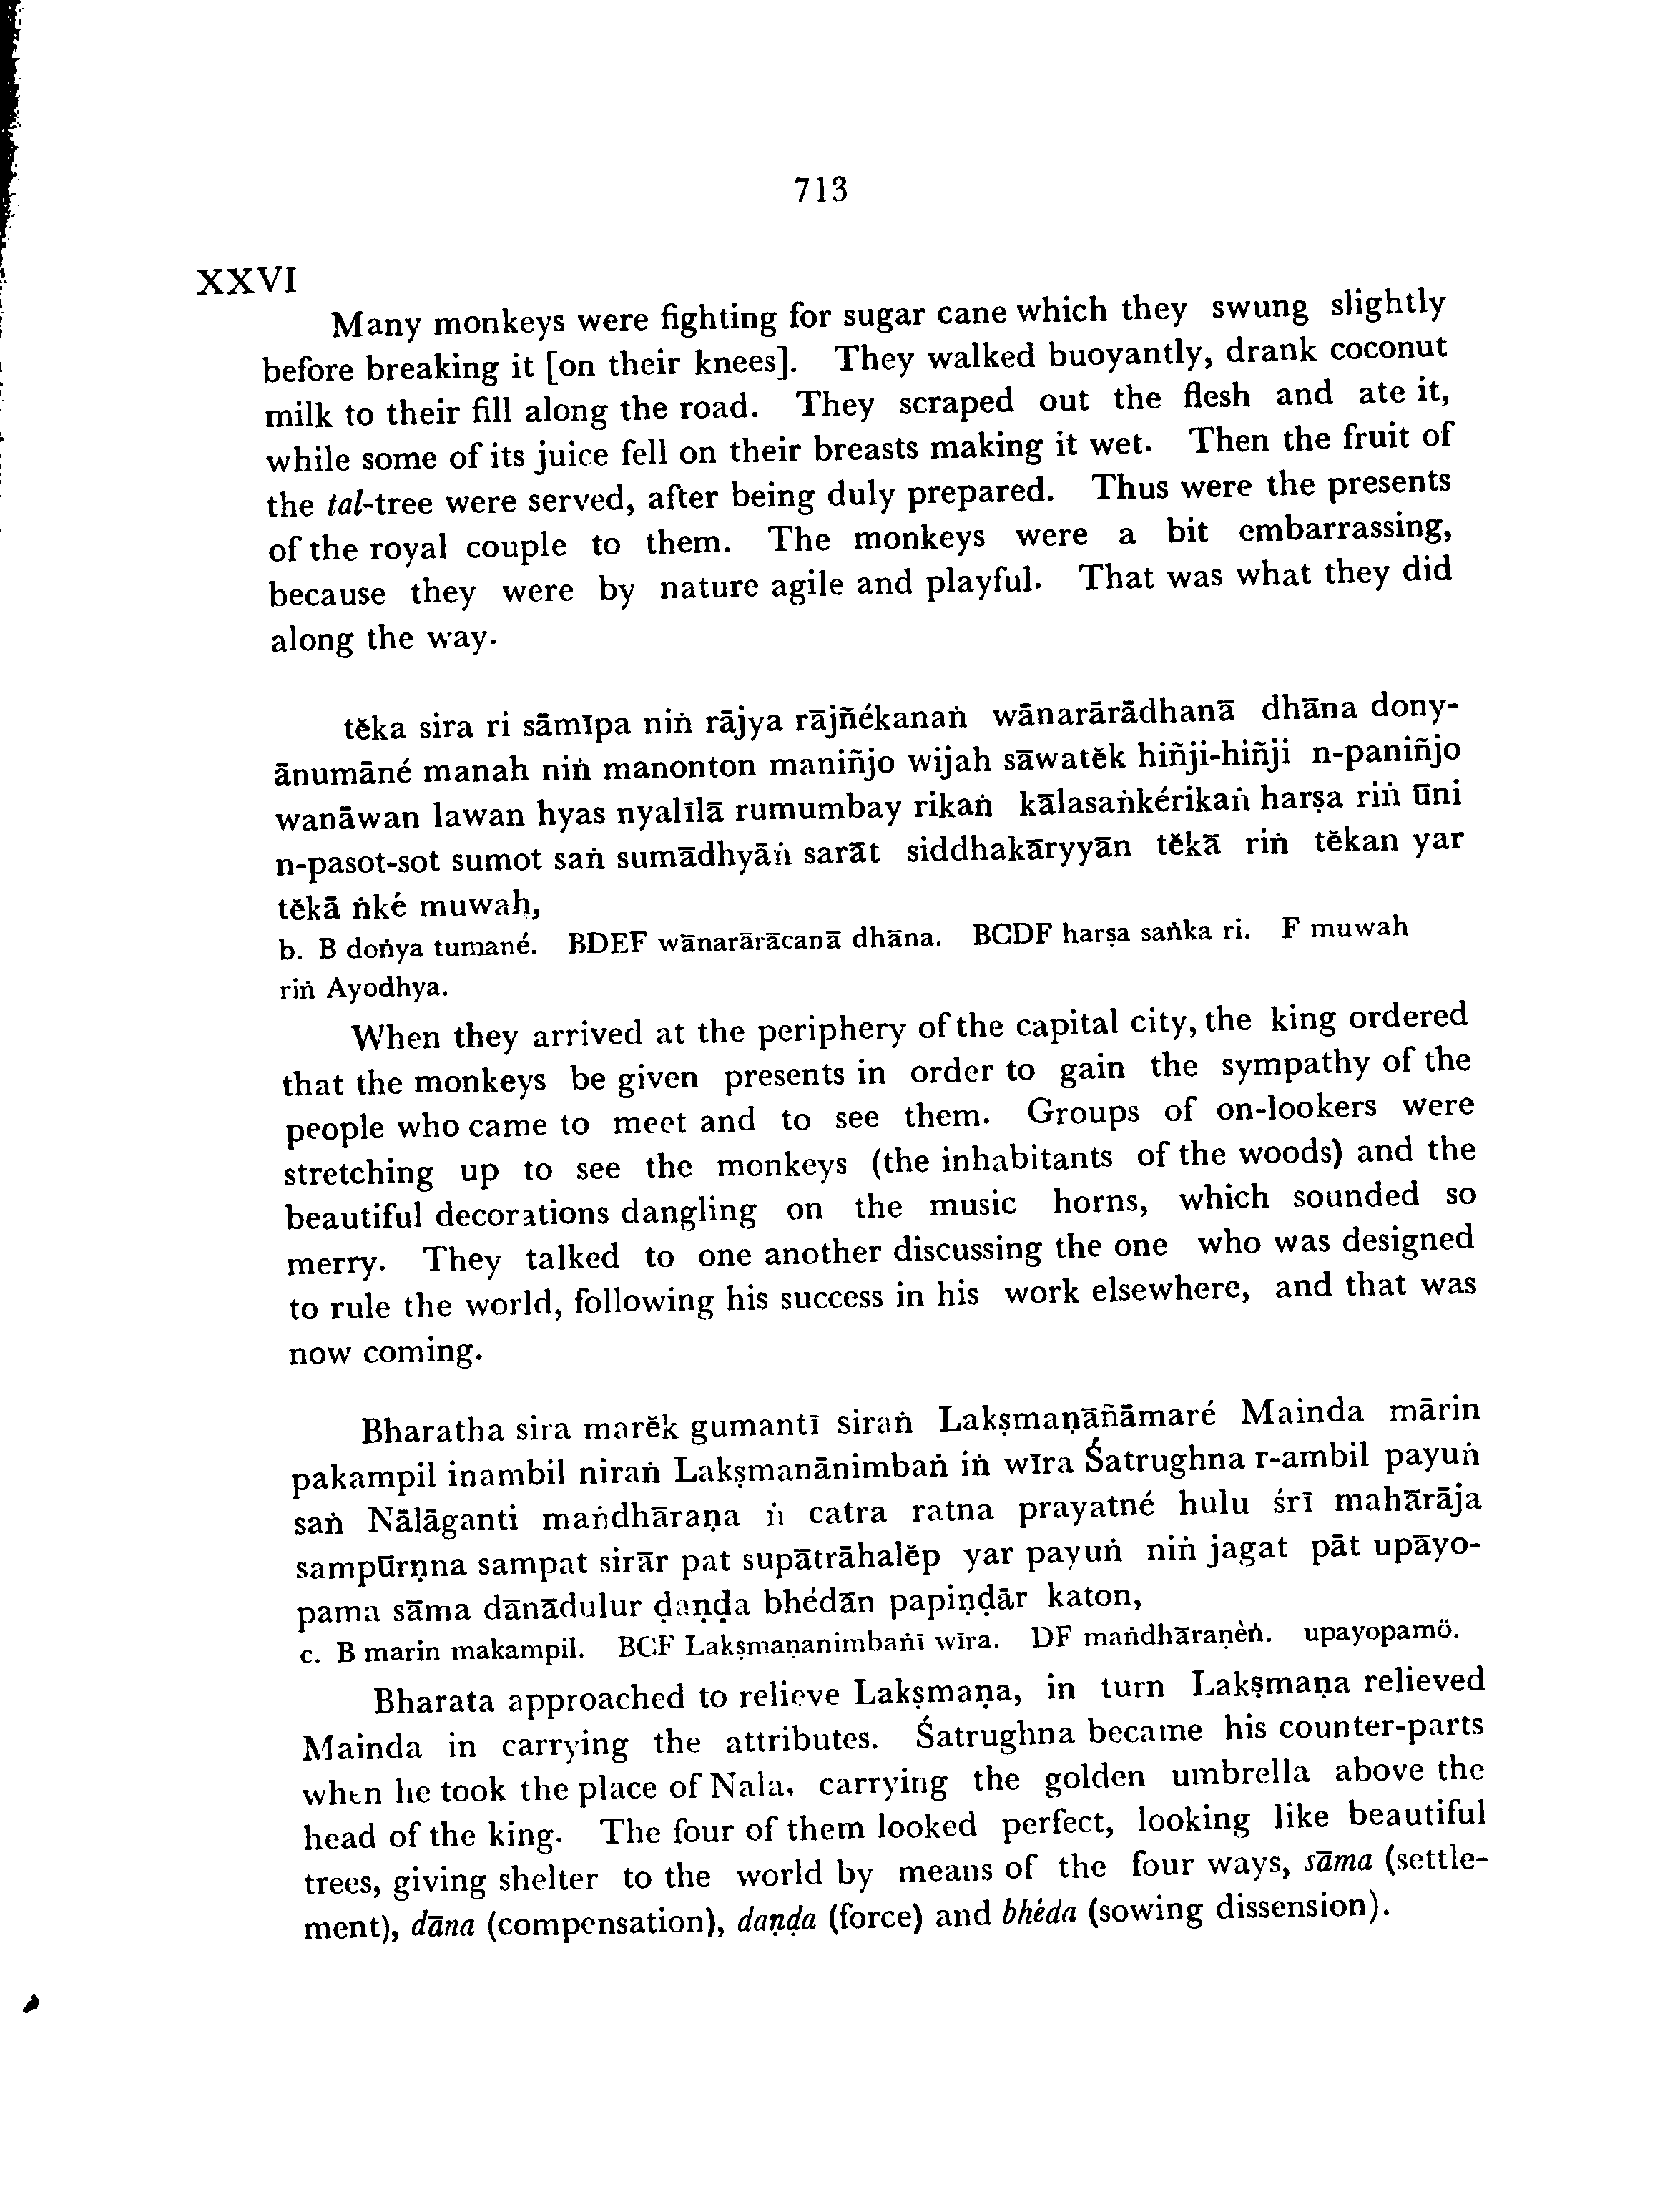 713
XXVI
Many monkeys were fighting for sugar cane which they swung slightly
before breaking it [on their knees]. They walked buoyantly, drank coconut
milk to their fill along the road. They scraped out the flesh and ate it,
while some of its juice fell on their breasts making it wet. Then the fruit of
the tal-tree were served, after being duly prepared. Thus were the presents
of the royal couple to them. The monkeys were a bit embarrassing,
because they were by nature agile and playful. That was what they did
along the way.
tĕka sira ri sāmīpa niṅ rājya rājñékanaṅ wānarārādhanā dhāna dony-
ānumāné manah niṅ manonton maniñjo wijah sāwatĕk hiñji-hiñji n-paniñjo
wanāwan lawan hyas nyalīlā rumumbay rikaṅ kālasaṅkérikaṅ harṣa riṅ ūni
n-pasot-sot sumot saṅ sumādhyāṅ sarāt siddhakāryyān tĕkā riṅ tĕkan yar
tĕkā ṅké muwaḥ,
b. B doṅya tumané. BDEF wānarārācanā dhāna. BCDF harṣa saṅka ri. F muwah
riṅ Ayodhya.
When they arrived at the periphery of the capital city, the king ordered
that the monkeys be given presents in order to gain the sympathy of the
people who came to meet and to see them. Groups of on-lookers were
stretching up to see the monkeys (the inhabitants of the woods) and the
beautiful decorations dangling on the music horns, which sounded so
merry. They talked to one another discussing the one who was designed
to rule the world, following his success in his work elsewhere, and that was
now coming.
Bharatha sira marĕk gumantī siraṅ Lakṣmaṇāñāmaré Mainda mārin
pakampil inambil niraṅ Lakṣmanānimbaṅ iṅ wīra Śatrughna r-ambil payuṅ
saṅ Nālāganti maṅdhāraṇa ṅ catra ratna prayatné hulu śrī mahārāja
sampūrṇna sampat sirār pat supātrāhalĕp yar payuṅ niṅ jagat pāt upāyo-
pama sāma dānādulur ḍaṇḍa bhédān papiṇḍār katon,
c. B marin makampil. BCF Lakṣmaṇanimbaṅī wīra. DF maṅdhāraṇèṅ. upayopamö.
Bharata approached to relieve Lakṣmaṇa, in turn Lakṣmaṇa relieved
Mainda in carrying the attributes. Śatrughna became his counter-parts
when he took the place of Nala, carrying the golden umbrella above the
head of the king. The four of them looked perfect, looking like beautiful
trees, giving shelter to the world by means of the four ways, sāma (settle-
ment), dāna (compensation), daṇḍa (force) and bhéda (sowing dissension).